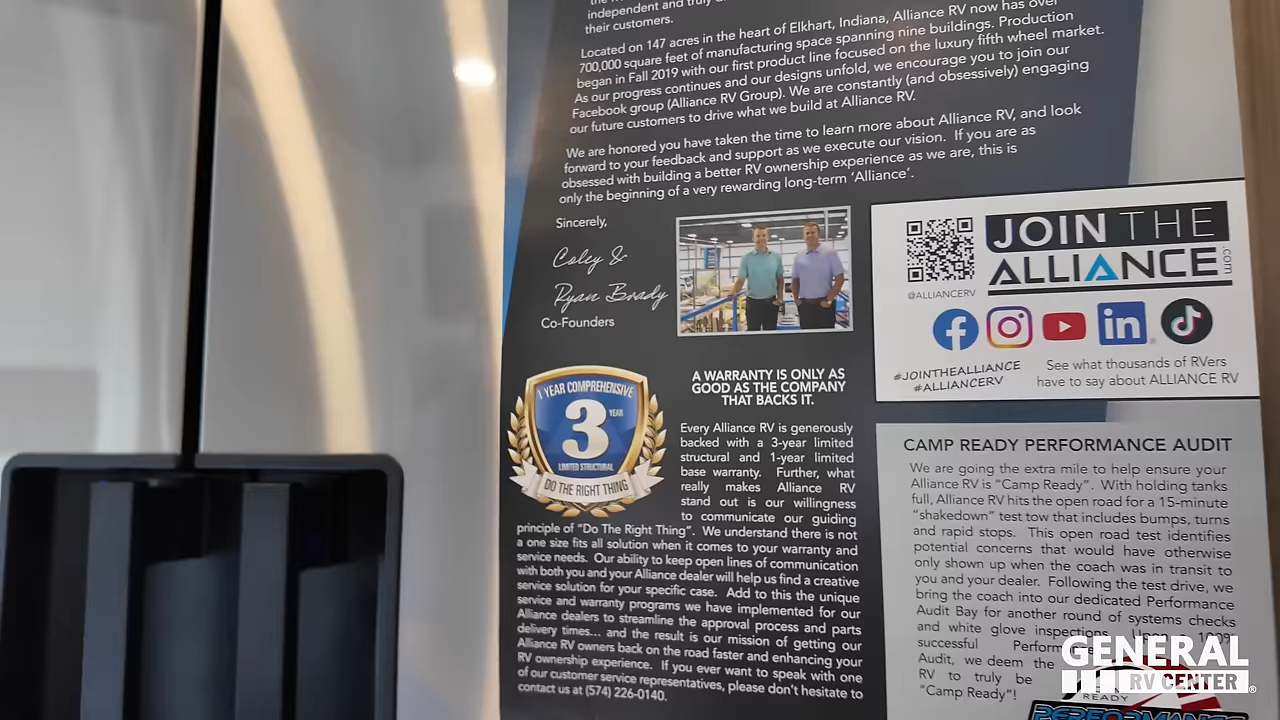 independent and truly
their customers.
Located on 147 acres in the heart of Elkhart, Indiana, Alliance RV now has over
700,000 square feet of manufacturing space spanning nine buildings. Production
began in Fall 2019 with our first product line focused on the luxury fifth wheel market.
As our progress continues and our designs unfold, we encourage you to join our
Facebook group (Alliance RV Group). We are constantly (and obsessively) engaging
our future customers to drive what we build at Alliance RV.
We are honored you have taken the time to learn more about Alliance RV, and look
forward to your feedback and support as we execute our vision. If you are as
obsessed with building a better RV ownership experience as we are, this is
only the beginning of a very rewarding long-term 'Alliance'.
Sincerely,
Coley &
Ryan Brady
Co-Founders
1 YEAR COMPREHENSIVE
3 YEAR
LIMITED STRUCTURAL
DO THE RIGHT THING
A WARRANTY IS ONLY AS
GOOD AS THE COMPANY
THAT BACKS IT.
Every Alliance RV is generously
backed with a 3-year limited
structural and 1-year limited
base warranty. Further, what
really makes Alliance RV
stand out is our willingness
to communicate our guiding
principle of "Do The Right Thing". We understand there is not
a one size fits all solution when it comes to your warranty and
service needs. Our ability to keep open lines of communication
with both you and your Alliance dealer will help us find a creative
service solution for your specific case. Add to this the unique
service and warranty programs we have implemented for our
Alliance dealers to streamline the approval process and parts
delivery times... and the result is our mission of getting our
Alliance RV owners back on the road faster and enhancing your
RV ownership experience. If you ever want to speak with one
of our customer service representatives, please don't hesitate to
contact us at (574) 226-0140.
JOIN THE
ALLIANCE.com
@ALLIANCERV
#JOINTHEALLIANCE
#ALLIANCERV
See what thousands of RVers
have to say about ALLIANCE RV
CAMP READY PERFORMANCE AUDIT
We are going the extra mile to help ensure your
Alliance RV is "Camp Ready". With holding tanks
full, Alliance RV hits the open road for a 15-minute
"shakedown" test tow that includes bumps, turns
and rapid stops. This open road test identifies
potential concerns that would have otherwise
only shown up when the coach was in transit to
you and your dealer. Following the test drive, we
bring the coach into our dedicated Performance
Audit Bay for another round of systems checks
and white glove inspections. Upon a 100%
successful Performance
Audit, we deem the
RV to truly be
"Camp Ready"!
READY
PERFORMANCE
GENERAL
RV CENTER